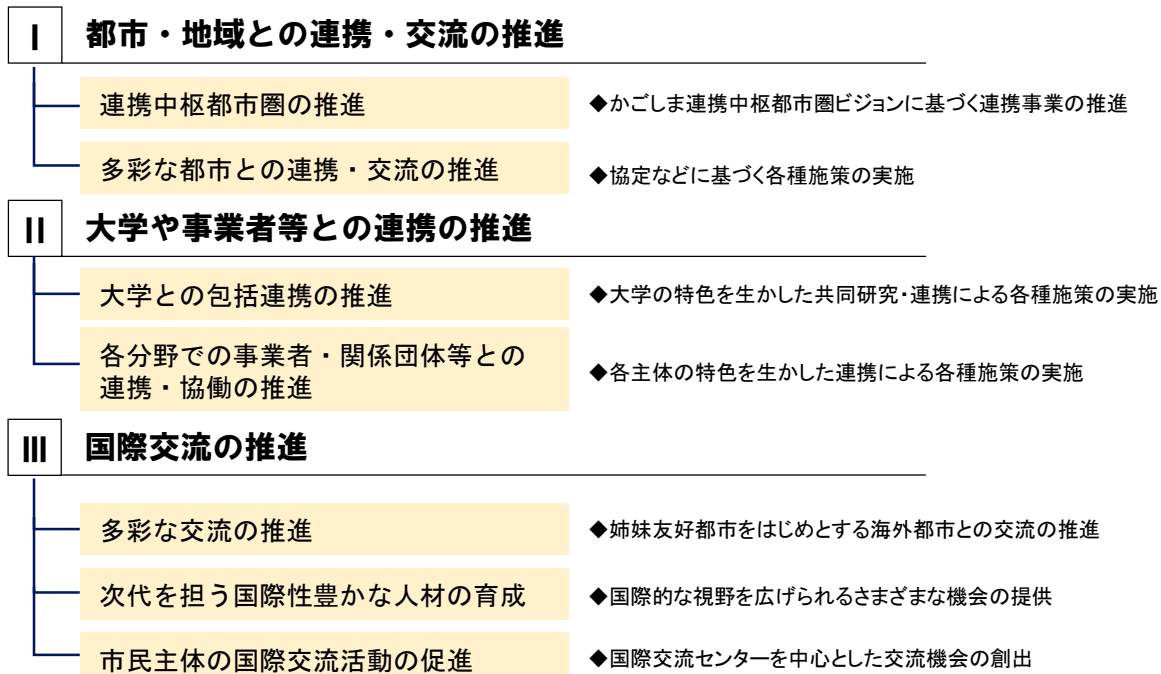 I 都市・地域との連携・交流の推進
連携中枢都市圏の推進 ◆かごしま連携中枢都市圏ビジョンに基づく連携事業の推進
多彩な都市との連携・交流の推進 ◆協定などに基づく各種施策の実施
II 大学や事業者等との連携の推進
大学との包括連携の推進 ◆大学の特色を生かした共同研究・連携による各種施策の実施
各分野での事業者・関係団体等との
連携・協働の推進 ◆各主体の特色を生かした連携による各種施策の実施
III 国際交流の推進
多彩な交流の推進 ◆姉妹友好都市をはじめとする海外都市との交流の推進
次代を担う国際性豊かな人材の育成 ◆国際的な視野を広げられるさまざまな機会の提供
市民主体の国際交流活動の促進 ◆国際交流センターを中心とした交流機会の創出